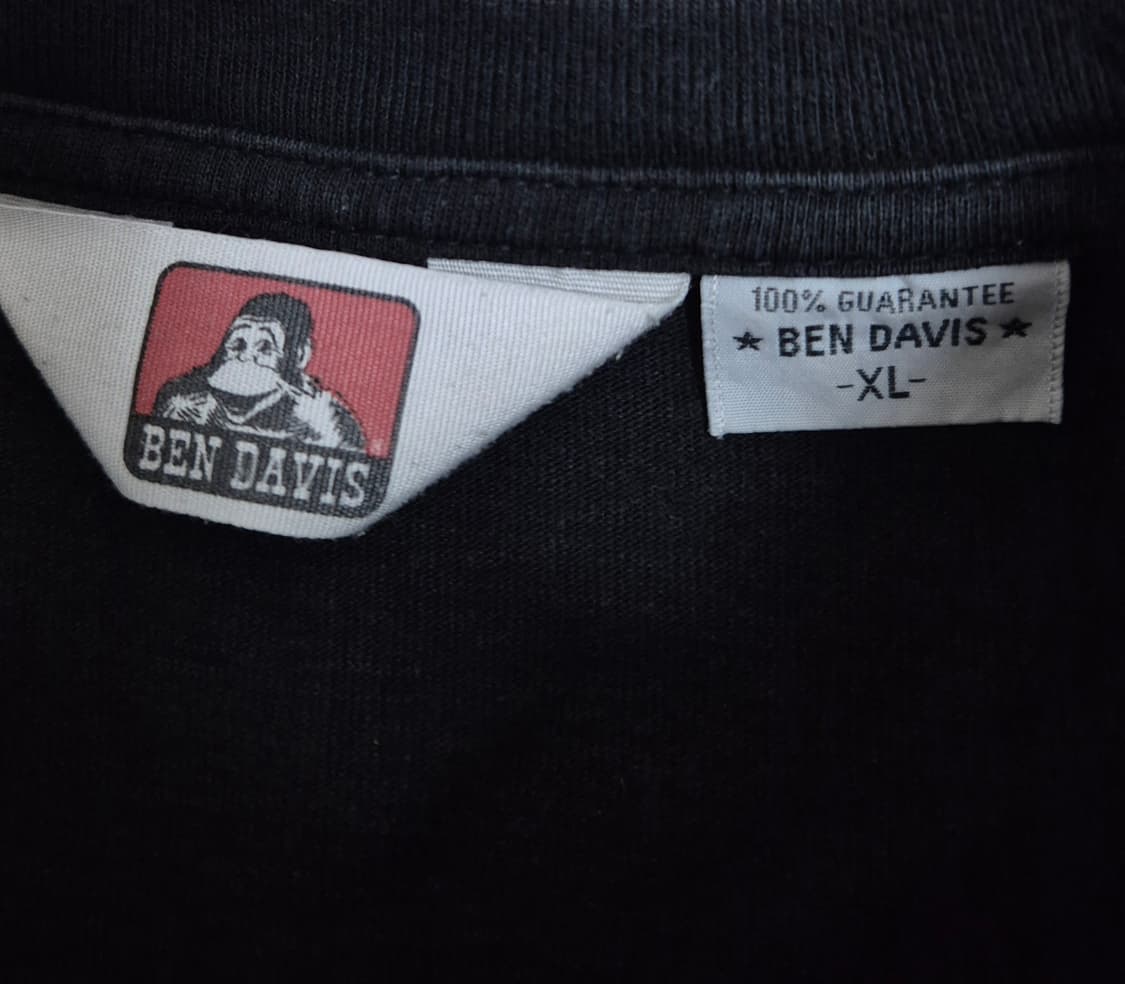 BEN DAVIS
100% GUARANTEE
★ BEN DAVIS ★
-XL-